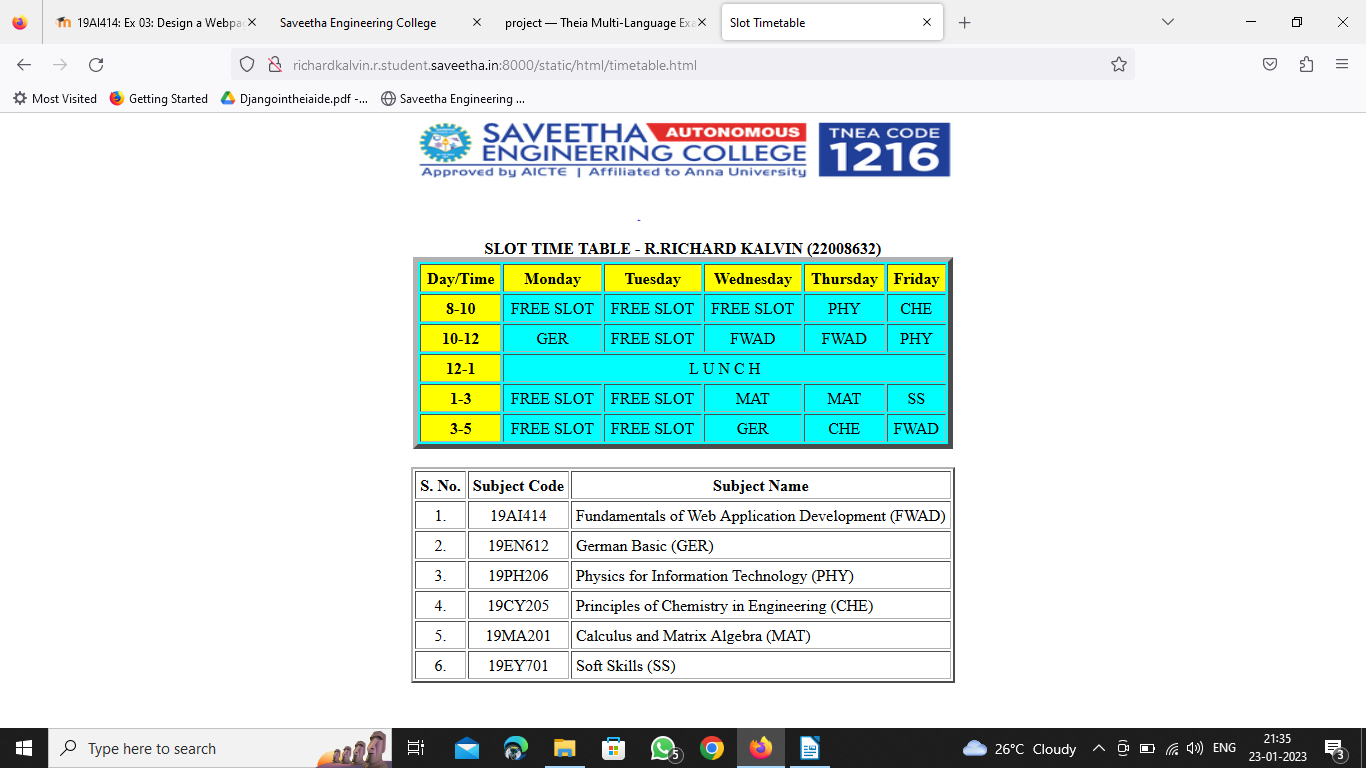 19AI414: Ex 03: Design a Webpa
Saveetha Engineering College
project — Theia Multi-Language Exa
Slot Timetable
richardkalvin.r.student.saveetha.in:8000/static/html/timetable.html
Most Visited Getting Started Djangointheiaide.pdf -... Saveetha Engineering ...
SAVEETHA AUTONOMOUS
ENGINEERING COLLEGE
Approved by AICTE | Affiliated to Anna University
TNEA CODE
1216
SLOT TIME TABLE - R.RICHARD KALVIN (22008632)
Day/Time Monday Tuesday Wednesday Thursday Friday
8-10 FREE SLOT FREE SLOT FREE SLOT PHY CHE
10-12 GER FREE SLOT FWAD FWAD PHY
12-1 L U N C H
1-3 FREE SLOT FREE SLOT MAT MAT SS
3-5 FREE SLOT FREE SLOT GER CHE FWAD
S. No. Subject Code Subject Name
1. 19AI414 Fundamentals of Web Application Development (FWAD)
2. 19EN612 German Basic (GER)
3. 19PH206 Physics for Information Technology (PHY)
4. 19CY205 Principles of Chemistry in Engineering (CHE)
5. 19MA201 Calculus and Matrix Algebra (MAT)
6. 19EY701 Soft Skills (SS)
Type here to search
5
26°C Cloudy
ENG
21:35
23-01-2023
3